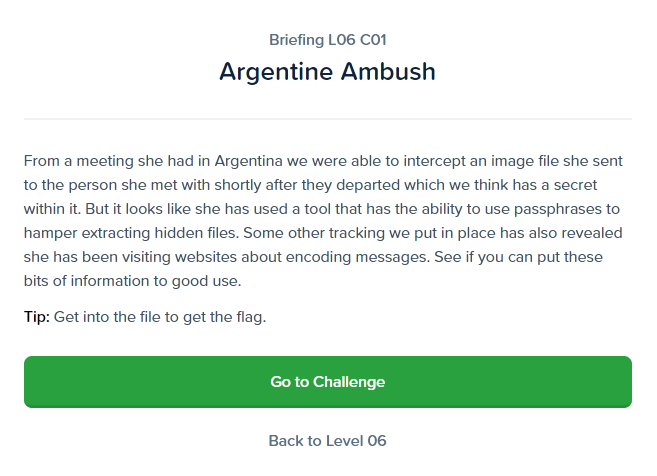 Briefing L06 C01
Argentine Ambush
From a meeting she had in Argentina we were able to intercept an image file she sent
to the person she met with shortly after they departed which we think has a secret
within it. But it looks like she has used a tool that has the ability to use passphrases to
hamper extracting hidden files. Some other tracking we put in place has also revealed
she has been visiting websites about encoding messages. See if you can put these
bits of information to good use.
Tip: Get into the file to get the flag.
Go to Challenge
Back to Level 06